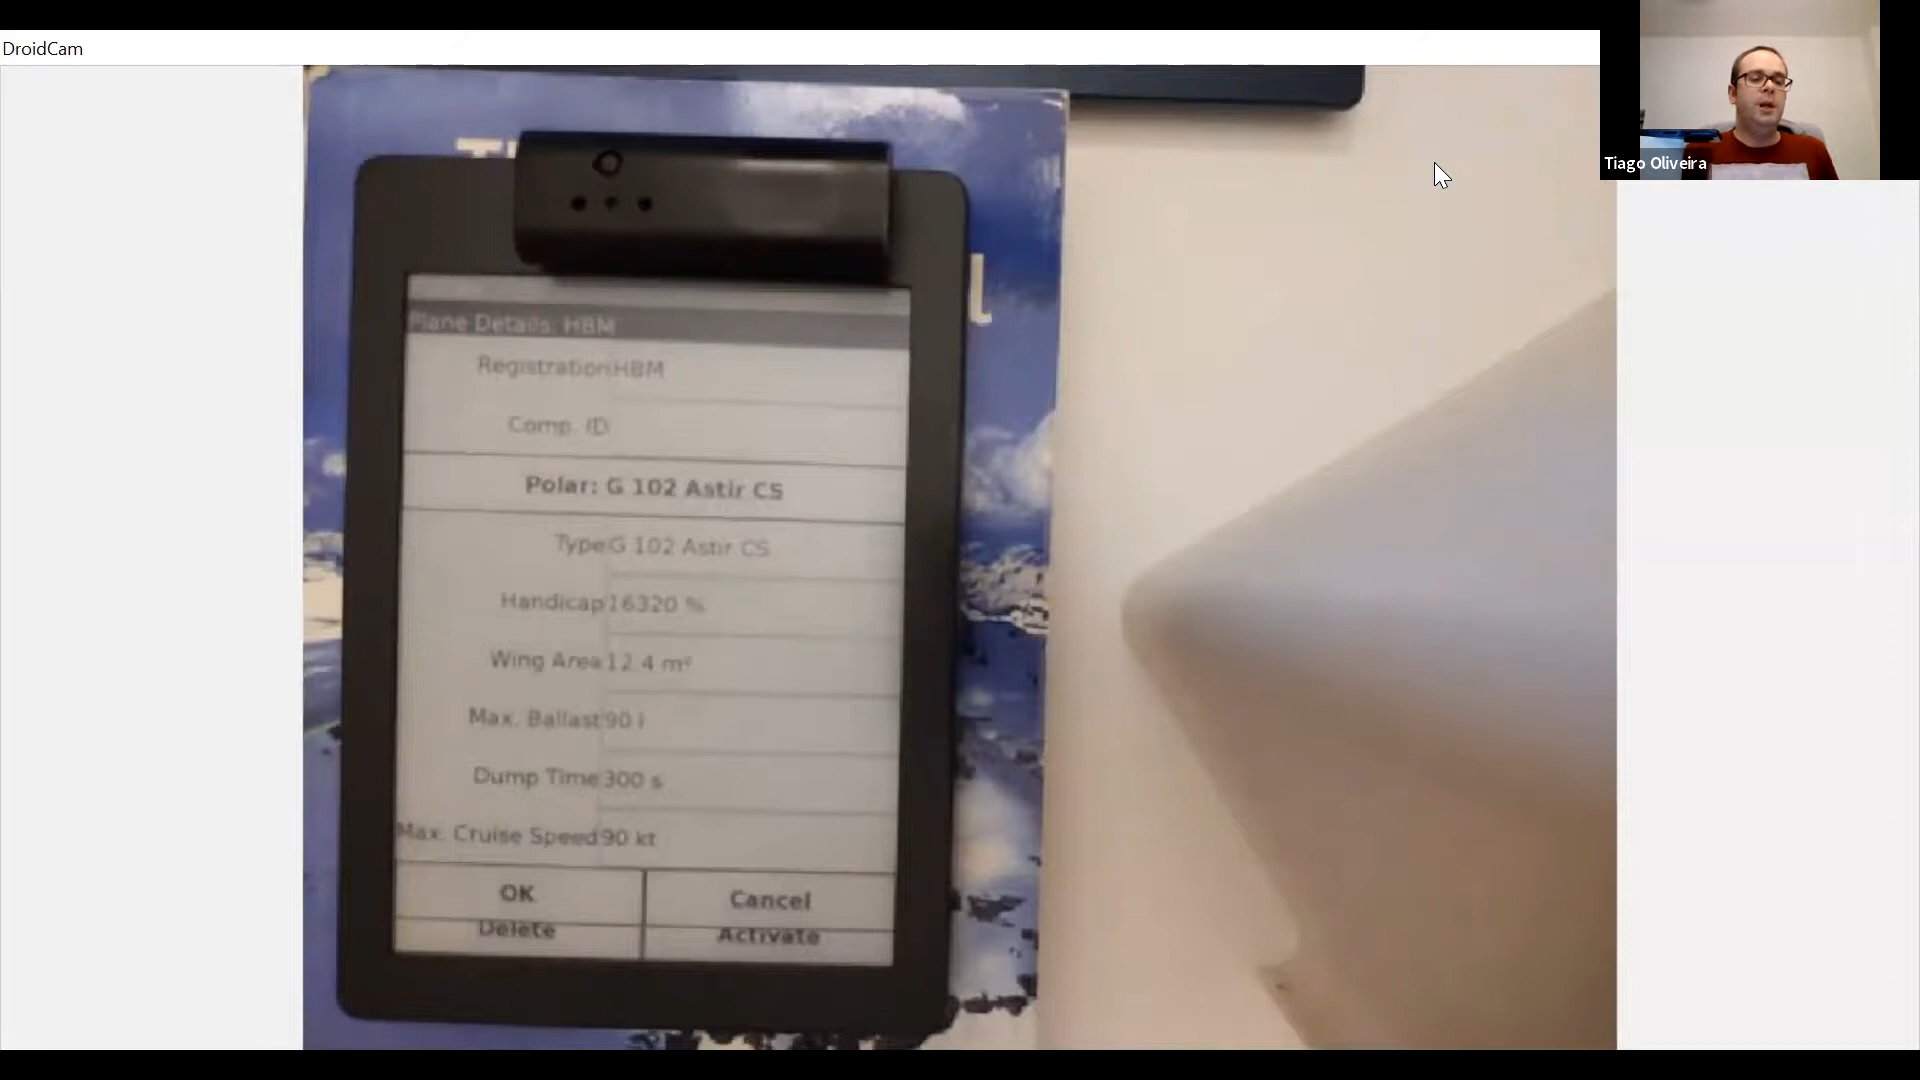 DroidCam
Tiago Oliveira
Plane Details: HBM
Registration HBM
Comp. ID
Polar: G 102 Astir CS
Type G 102 Astir CS
Handicap 16320 %
Wing Area 12.4 m²
Max. Ballast 90 l
Dump Time 300 s
Max. Cruise Speed 90 kt
OK Cancel
Delete Activate